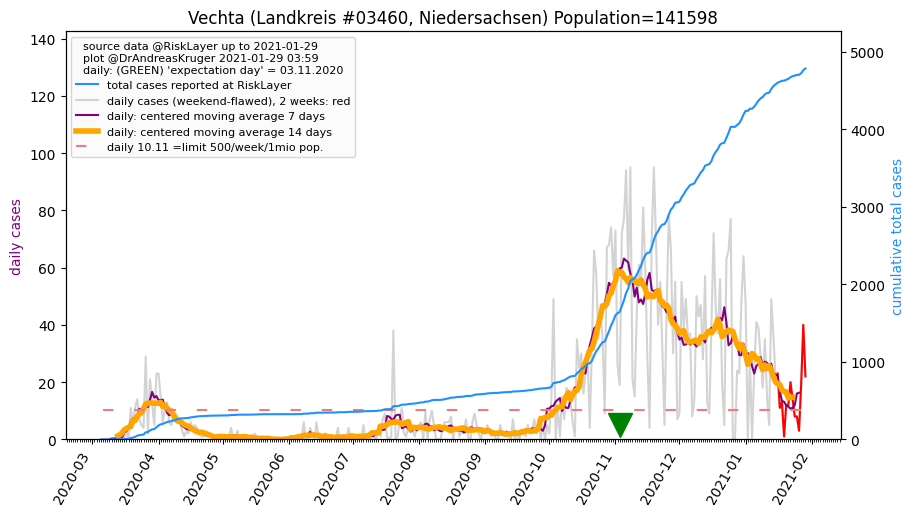 Vechta (Landkreis #03460, Niedersachsen) Population=141598
source data @RiskLayer up to 2021-01-29
plot @DrAndreasKruger 2021-01-29 03:59
daily: (GREEN) 'expectation day' = 03.11.2020
total cases reported at RiskLayer
daily cases (weekend-flawed), 2 weeks: red
daily: centered moving average 7 days
daily: centered moving average 14 days
daily 10.11 =limit 500/week/1mio pop.
daily cases
140
120
100
80
60
40
20
0
cumulative total cases
5000
4000
3000
2000
1000
0
2020-03
2020-04
2020-05
2020-06
2020-07
2020-08
2020-09
2020-10
2020-11
2020-12
2021-01
2021-02